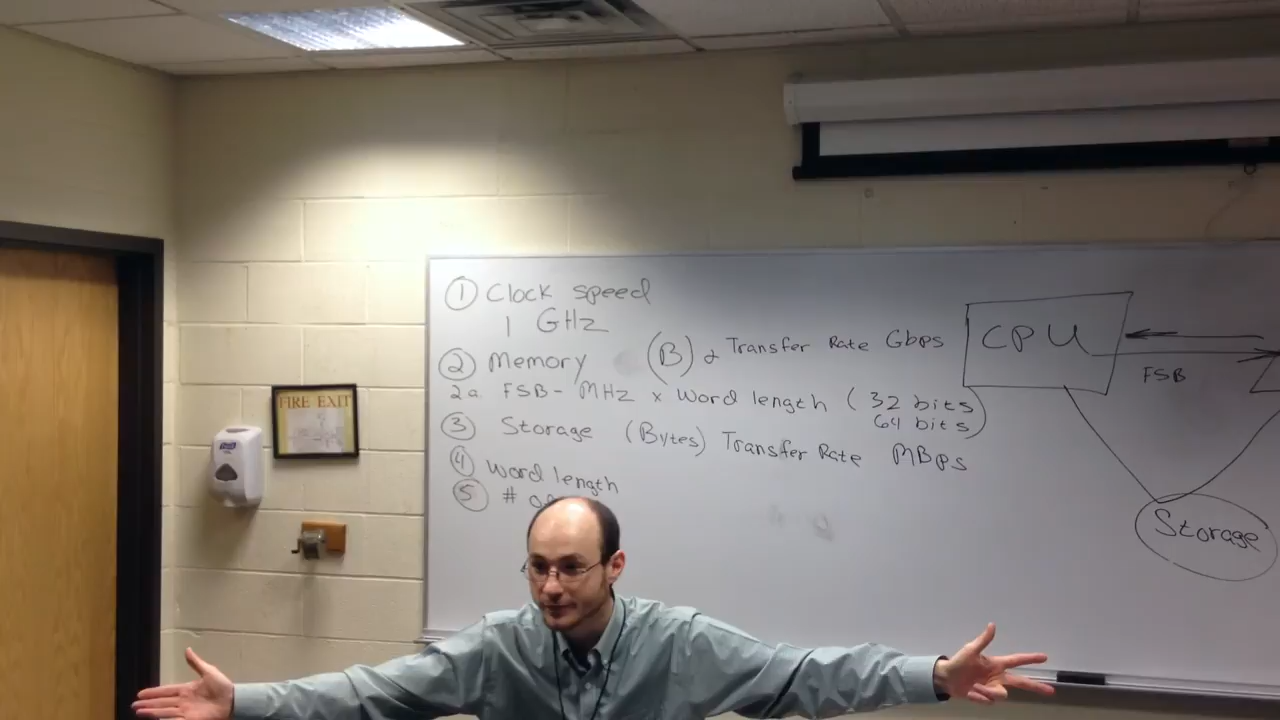 ① Clock speed
1 GHz
② Memory (B) & Transfer Rate Gbps
2a. FSB - MHz x Word length (32 bits
64 bits)
③ Storage (Bytes) Transfer Rate MBps
④ Word length
⑤ #
CPU
FSB
Storage
FIRE EXIT